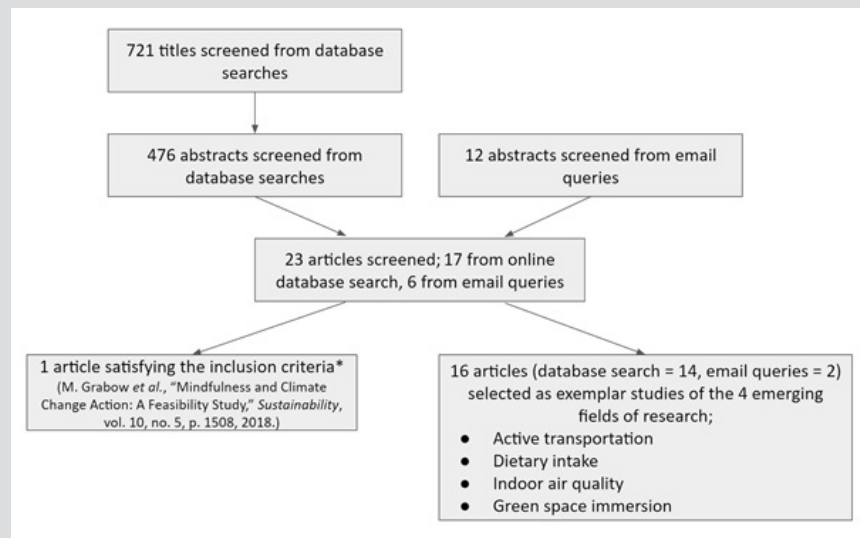 721 titles screened from database
searches
476 abstracts screened from
database searches
12 abstracts screened from email
queries
23 articles screened; 17 from online
database search, 6 from email queries
1 article satisfying the inclusion criteria*
(M. Grabow et al., “Mindfulness and Climate
Change Action: A Feasibility Study,” Sustainability,
vol. 10, no. 5, p. 1508, 2018.)
16 articles (database search = 14, email queries = 2)
selected as exemplar studies of the 4 emerging
fields of research;
● Active transportation
● Dietary intake
● Indoor air quality
● Green space immersion